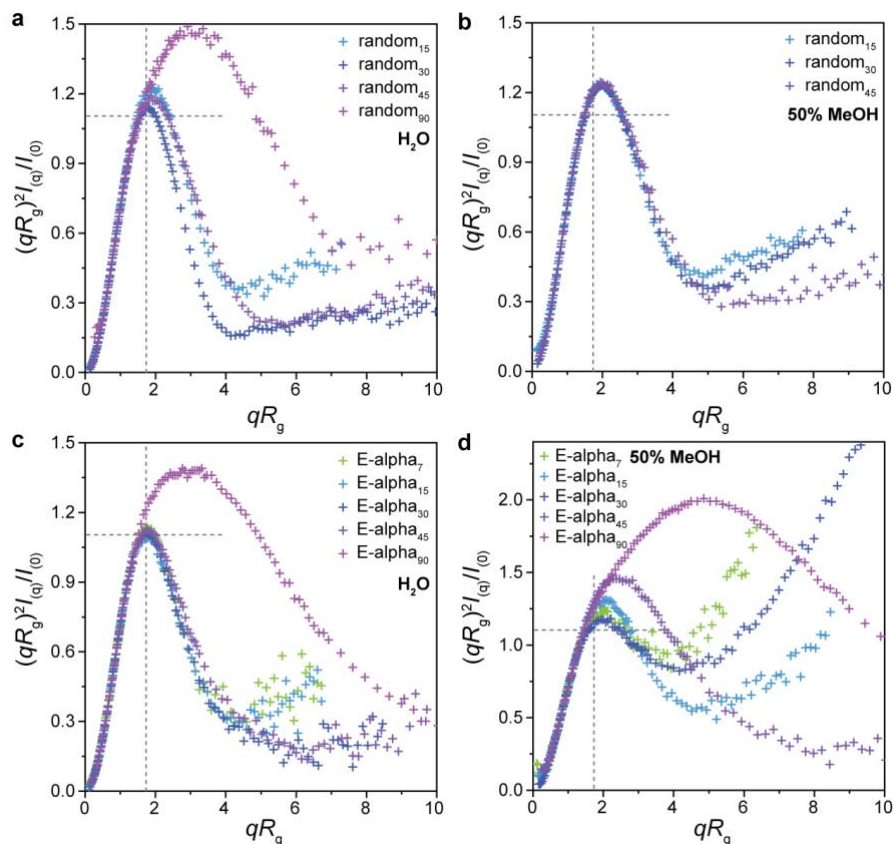 a
1.5
1.2
0.9
0.6
0.3
0.0
(qRg)²I(q)/I(0)
random15
random30
random45
random90
H2O
0 2 4 6 8 10
qRg
b
1.5
1.2
0.9
0.6
0.3
0.0
(qRg)²I(q)/I(0)
random15
random30
random45
50% MeOH
0 2 4 6 8 10
qRg
c
1.5
1.2
0.9
0.6
0.3
0.0
(qRg)²I(q)/I(0)
E-alpha7
E-alpha15
E-alpha30
E-alpha45
E-alpha90
H2O
0 2 4 6 8 10
qRg
d
2.0
1.5
1.0
0.5
0.0
(qRg)²I(q)/I(0)
50% MeOH
E-alpha7
E-alpha15
E-alpha30
E-alpha45
E-alpha90
0 2 4 6 8 10
qRg